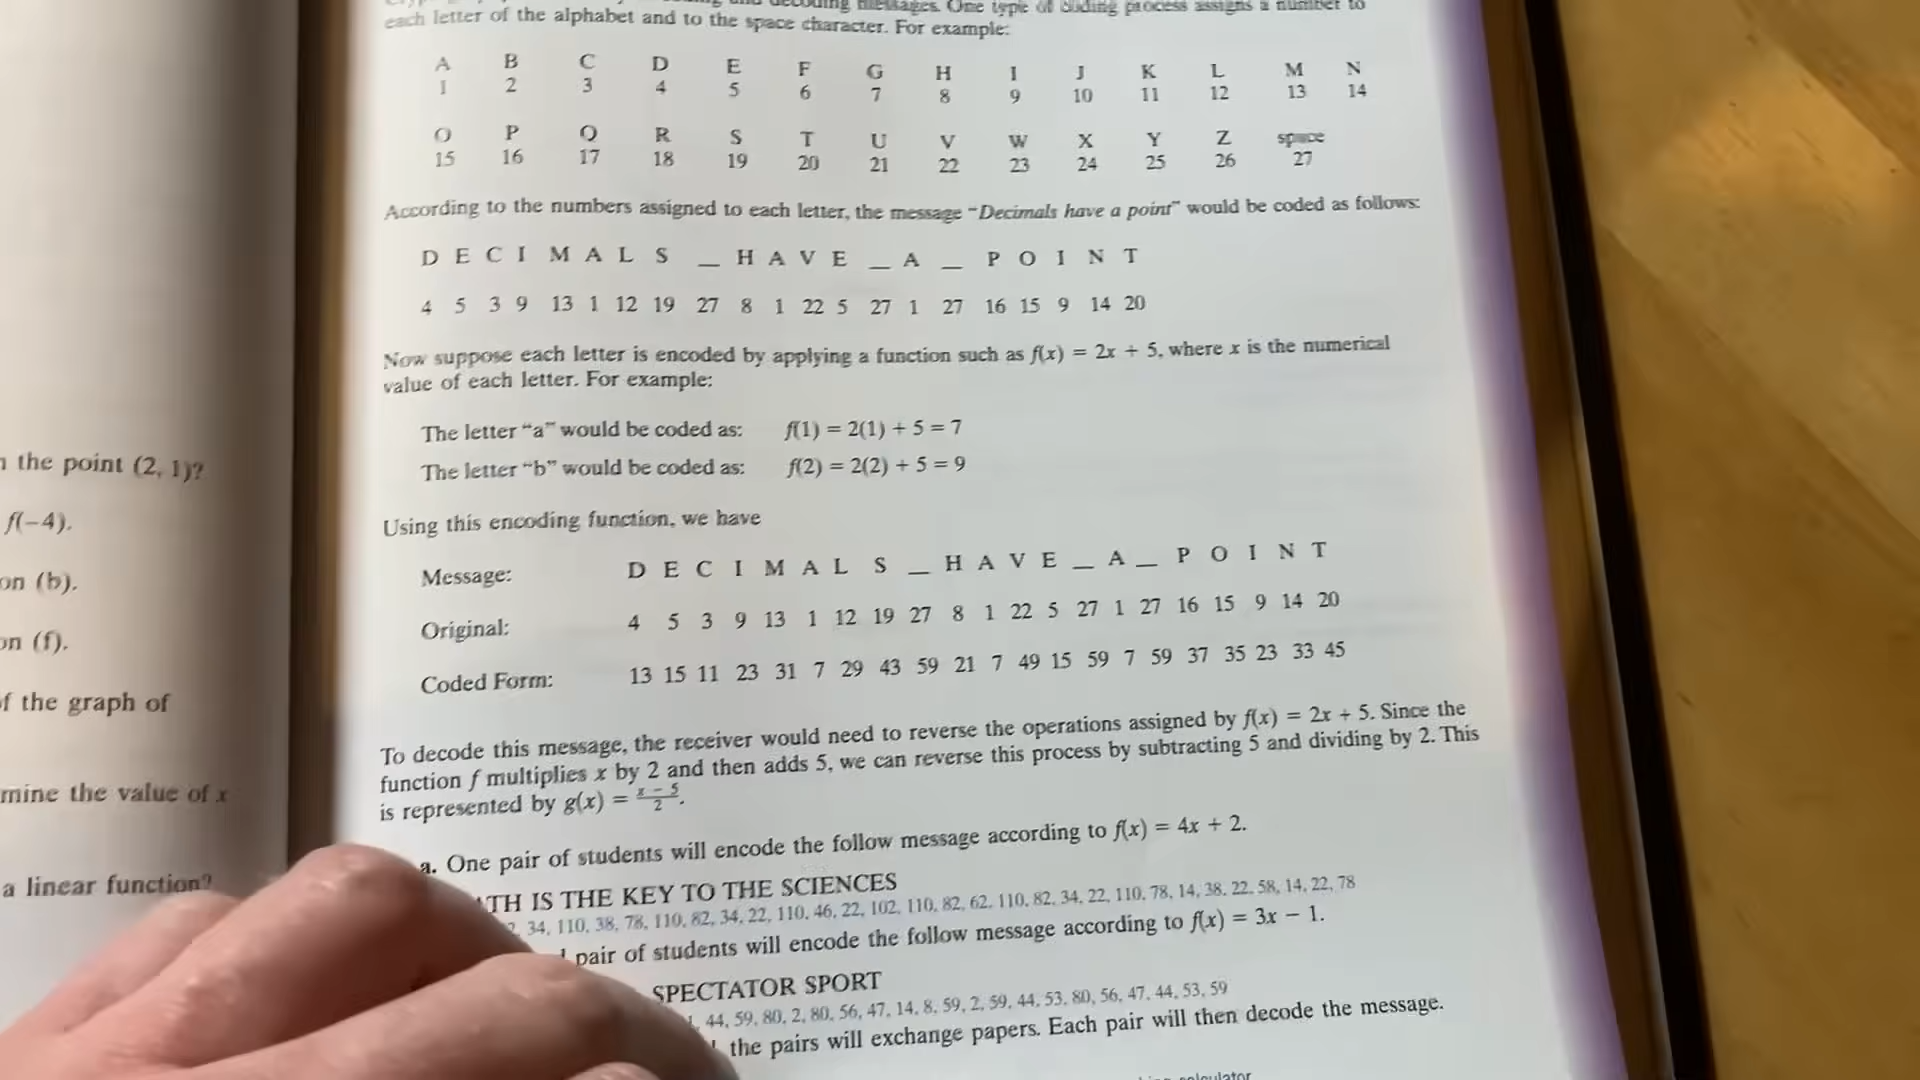 decoding messages. One type of coding process assigns a number to
each letter of the alphabet and to the space character. For example:
A B C D E F G H I J K L M N
1 2 3 4 5 6 7 8 9 10 11 12 13 14
O P Q R S T U V W X Y Z space
15 16 17 18 19 20 21 22 23 24 25 26 27
According to the numbers assigned to each letter, the message "Decimals have a point" would be coded as follows:
D E C I M A L S _ H A V E _ A _ P O I N T
4 5 3 9 13 1 12 19 27 8 1 22 5 27 1 27 16 15 9 14 20
Now suppose each letter is encoded by applying a function such as f(x) = 2x + 5, where x is the numerical
value of each letter. For example:
The letter "a" would be coded as: f(1) = 2(1) + 5 = 7
The letter "b" would be coded as: f(2) = 2(2) + 5 = 9
Using this encoding function, we have
Message: D E C I M A L S _ H A V E _ A _ P O I N T
Original: 4 5 3 9 13 1 12 19 27 8 1 22 5 27 1 27 16 15 9 14 20
Coded Form: 13 15 11 23 31 7 29 43 59 21 7 49 15 59 7 59 37 35 23 33 45
To decode this message, the receiver would need to reverse the operations assigned by f(x) = 2x + 5. Since the
function f multiplies x by 2 and then adds 5, we can reverse this process by subtracting 5 and dividing by 2. This
is represented by g(x) = x − 5 / 2.
a. One pair of students will encode the follow message according to f(x) = 4x + 2.
TH IS THE KEY TO THE SCIENCES
34, 110, 38, 78, 110, 82, 34, 22, 110, 46, 22, 102, 110, 82, 62, 110, 82, 34, 22, 110, 78, 14, 38, 22, 58, 14, 22, 78
pair of students will encode the follow message according to f(x) = 3x − 1.
SPECTATOR SPORT
44, 59, 80, 2, 80, 56, 47, 14, 8, 59, 2, 59, 44, 53, 80, 56, 47, 44, 53, 59
the pairs will exchange papers. Each pair will then decode the message.
the point (2, 1)?
f(−4).
on (b).
on (f).
of the graph of
mine the value of x
a linear function?